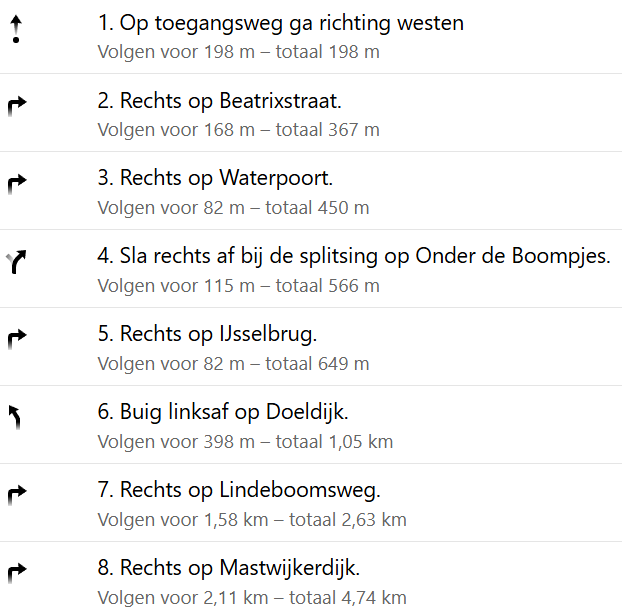 1. Op toegangsweg ga richting westen
Volgen voor 198 m – totaal 198 m
2. Rechts op Beatrixstraat.
Volgen voor 168 m – totaal 367 m
3. Rechts op Waterpoort.
Volgen voor 82 m – totaal 450 m
4. Sla rechts af bij de splitsing op Onder de Boompjes.
Volgen voor 115 m – totaal 566 m
5. Rechts op IJsselbrug.
Volgen voor 82 m – totaal 649 m
6. Buig linksaf op Doeldijk.
Volgen voor 398 m – totaal 1,05 km
7. Rechts op Lindeboomsweg.
Volgen voor 1,58 km – totaal 2,63 km
8. Rechts op Mastwijkerdijk.
Volgen voor 2,11 km – totaal 4,74 km